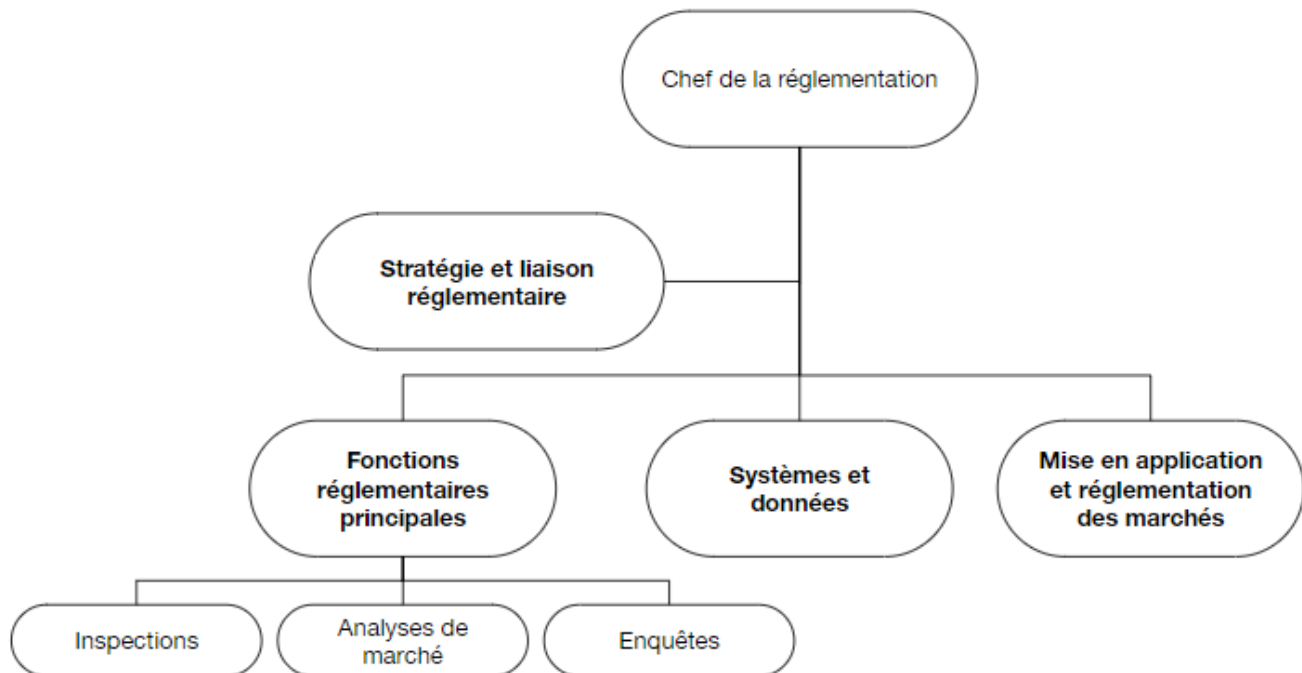 Chef de la réglementation
Stratégie et liaison
réglementaire
Fonctions
réglementaires
principales
Systèmes et
données
Mise en application
et réglementation
des marchés
Inspections
Analyses de
marché
Enquêtes